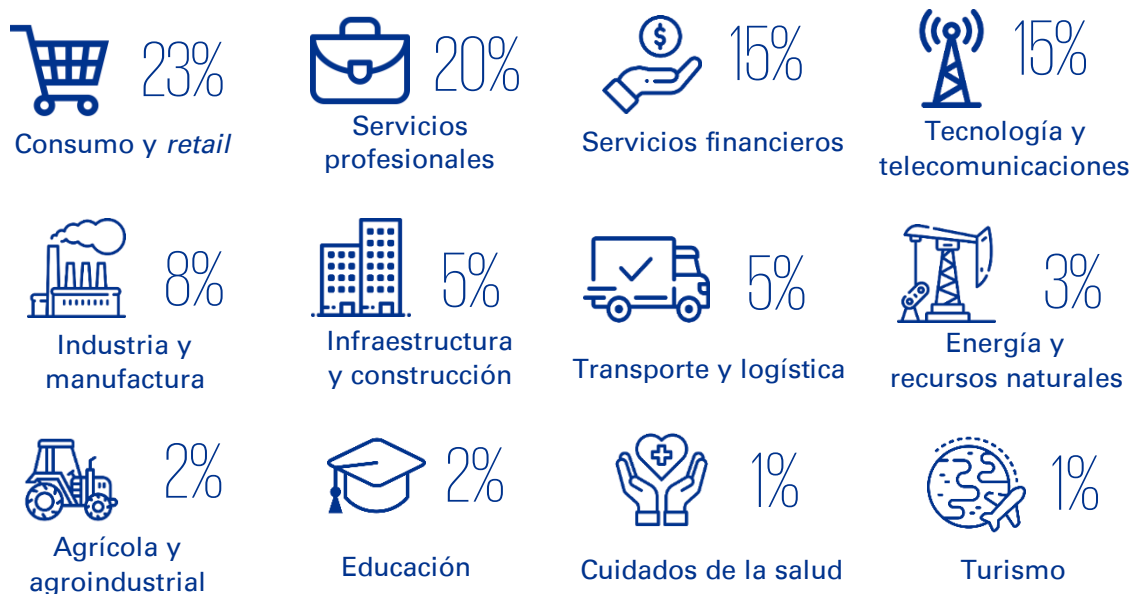 23%
Consumo y retail
20%
Servicios
profesionales
$
15%
Servicios financieros
15%
Tecnología y
telecomunicaciones
8%
Industria y
manufactura
5%
Infraestructura
y construcción
5%
Transporte y logística
3%
Energía y
recursos naturales
2%
Agrícola y
agroindustrial
2%
Educación
1%
Cuidados de la salud
1%
Turismo